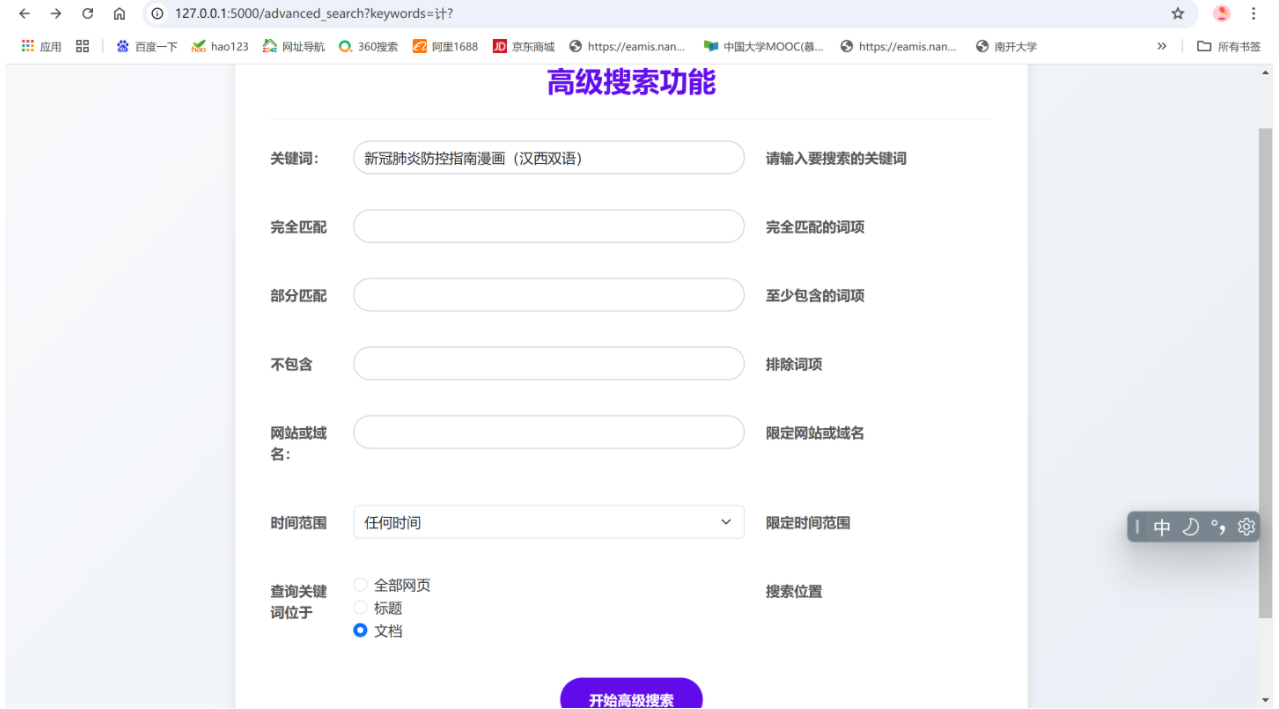 127.0.0.1:5000/advanced_search?keywords=计?
应用 百度一下 hao123 网址导航 360搜索 阿里1688 京东商城 https://eamis.nan... 中国大学MOOC(慕... https://eamis.nan... 南开大学 » 所有书签
高级搜索功能
关键词: 新冠肺炎防控指南漫画（汉西双语） 请输入要搜索的关键词
完全匹配 完全匹配的词项
部分匹配 至少包含的词项
不包含 排除词项
网站或域 限定网站或域名
名:
时间范围 任何时间 限定时间范围
中
全部网页
查询关键 搜索位置
词位于 标题
文档
开始高级搜索